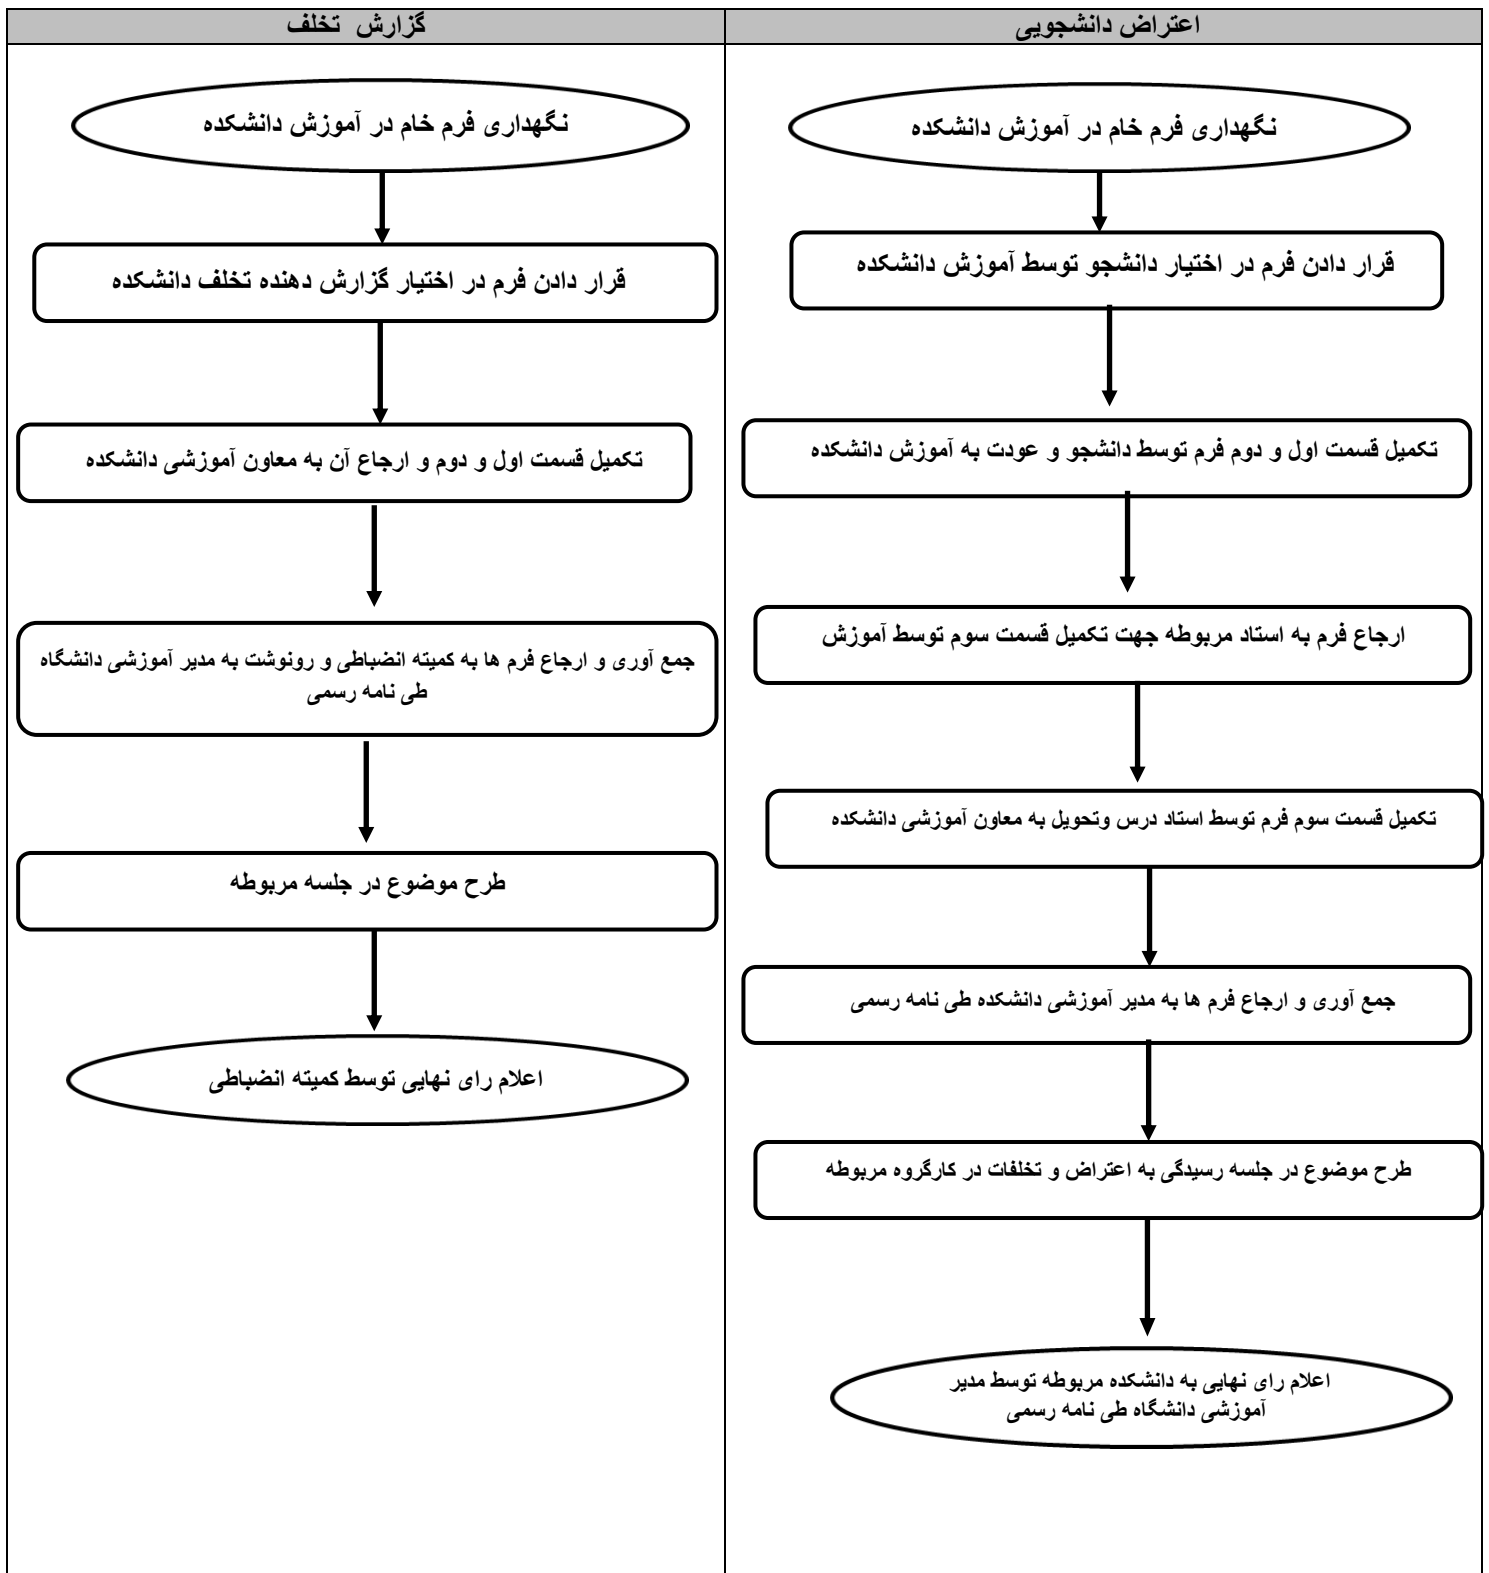 اعتراض دانشجویی
نگهداری فرم خام در آموزش دانشکده
قرار دادن فرم در اختیار دانشجو توسط آموزش دانشکده
تکمیل قسمت اول و دوم فرم توسط دانشجو و عودت به آموزش دانشکده
ارجاع فرم به استاد مربوطه جهت تکمیل قسمت سوم توسط آموزش
تکمیل قسمت سوم فرم توسط استاد درس وتحویل به معاون آموزشی دانشکده
جمع آوری و ارجاع فرم ها به مدیر آموزشی دانشکده طی نامه رسمی
طرح موضوع در جلسه رسیدگی به اعتراض و تخلفات در کارگروه مربوطه
اعلام رای نهایی به دانشکده مربوطه توسط مدیر
آموزشی دانشگاه طی نامه رسمی
گزارش تخلف
نگهداری فرم خام در آموزش دانشکده
قرار دادن فرم در اختیار گزارش دهنده تخلف دانشکده
تکمیل قسمت اول و دوم و ارجاع آن به معاون آموزشی دانشکده
جمع آوری و ارجاع فرم ها به کمیته انضباطی و رونوشت به مدیر آموزشی دانشگاه
طی نامه رسمی
طرح موضوع در جلسه مربوطه
اعلام رای نهایی توسط کمیته انضباطی